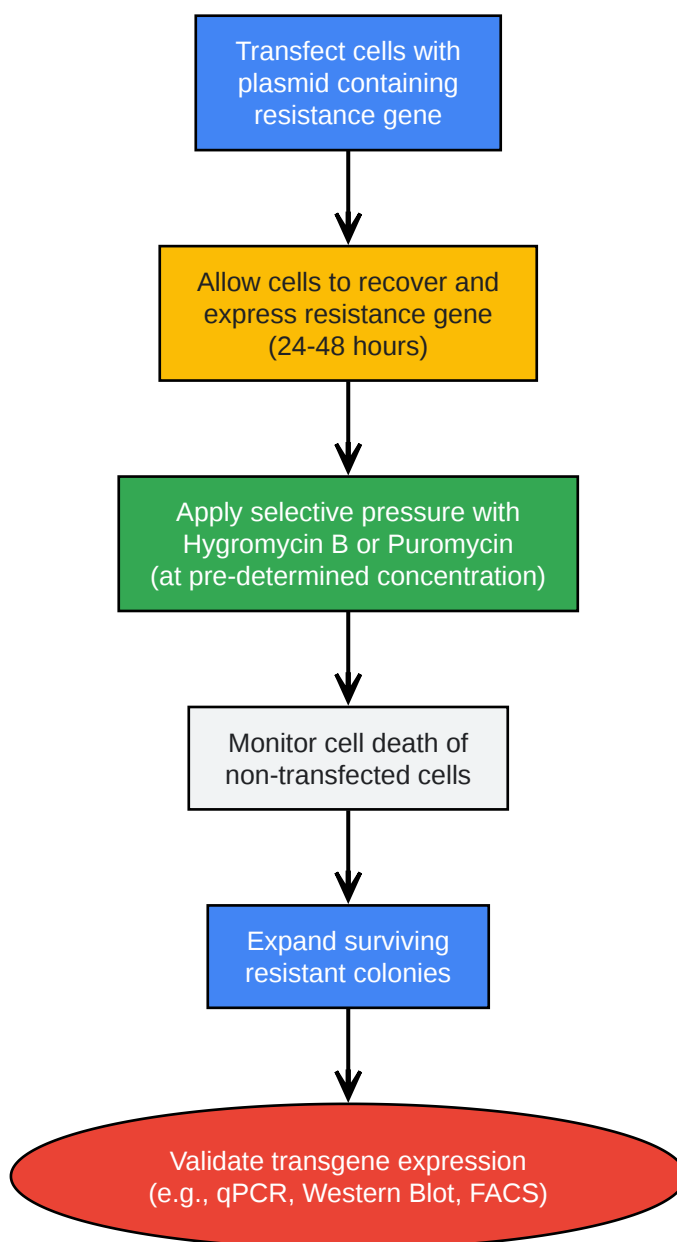 Transfect cells with
plasmid containing
resistance gene
Allow cells to recover and
express resistance gene
(24-48 hours)
Apply selective pressure with
Hygromycin B or Puromycin
(at pre-determined concentration)
Monitor cell death of
non-transfected cells
Expand surviving
resistant colonies
Validate transgene expression
(e.g., qPCR, Western Blot, FACS)